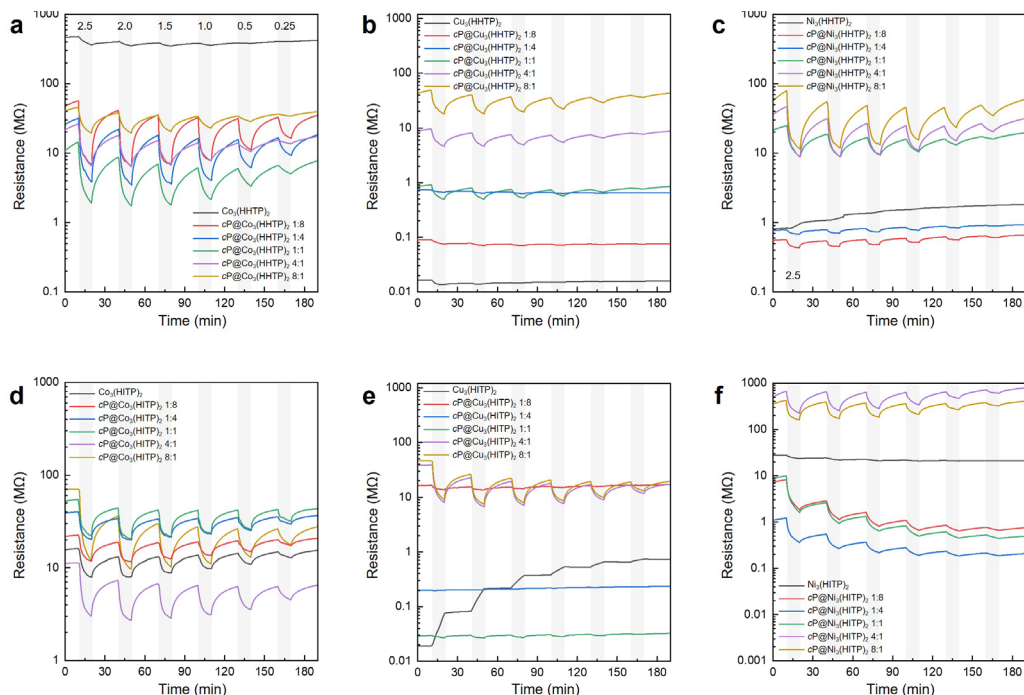 a
1000
100
10
1
0.1
Resistance (MΩ)
2.5 2.0 1.5 1.0 0.5 0.25
Co₃(HHTP)₂
cP@Co₃(HHTP)₂ 1:8
cP@Co₃(HHTP)₂ 1:4
cP@Co₃(HHTP)₂ 1:1
cP@Co₃(HHTP)₂ 4:1
cP@Co₃(HHTP)₂ 8:1
0 30 60 90 120 150 180
Time (min)
b
1000
100
10
1
0.1
0.01
Resistance (MΩ)
Cu₃(HHTP)₂
cP@Cu₃(HHTP)₂ 1:8
cP@Cu₃(HHTP)₂ 1:4
cP@Cu₃(HHTP)₂ 1:1
cP@Cu₃(HHTP)₂ 4:1
cP@Cu₃(HHTP)₂ 8:1
0 30 60 90 120 150 180
Time (min)
c
1000
100
10
1
0.1
Resistance (MΩ)
Ni₃(HHTP)₂
cP@Ni₃(HHTP)₂ 1:8
cP@Ni₃(HHTP)₂ 1:4
cP@Ni₃(HHTP)₂ 1:1
cP@Ni₃(HHTP)₂ 4:1
cP@Ni₃(HHTP)₂ 8:1
2.5
0 30 60 90 120 150 180
Time (min)
d
1000
100
10
1
Resistance (MΩ)
Co₃(HITP)₂
cP@Co₃(HITP)₂ 1:8
cP@Co₃(HITP)₂ 1:4
cP@Co₃(HITP)₂ 1:1
cP@Co₃(HITP)₂ 4:1
cP@Co₃(HITP)₂ 8:1
0 30 60 90 120 150 180
Time (min)
e
1000
100
10
1
0.1
0.01
Resistance (MΩ)
Cu₃(HITP)₂
cP@Cu₃(HITP)₂ 1:8
cP@Cu₃(HITP)₂ 1:4
cP@Cu₃(HITP)₂ 1:1
cP@Cu₃(HITP)₂ 4:1
cP@Cu₃(HITP)₂ 8:1
0 30 60 90 120 150 180
Time (min)
f
1000
100
10
1
0.1
0.01
0.001
Resistance (MΩ)
Ni₃(HITP)₂
cP@Ni₃(HITP)₂ 1:8
cP@Ni₃(HITP)₂ 1:4
cP@Ni₃(HITP)₂ 1:1
cP@Ni₃(HITP)₂ 4:1
cP@Ni₃(HITP)₂ 8:1
0 30 60 90 120 150 180
Time (min)